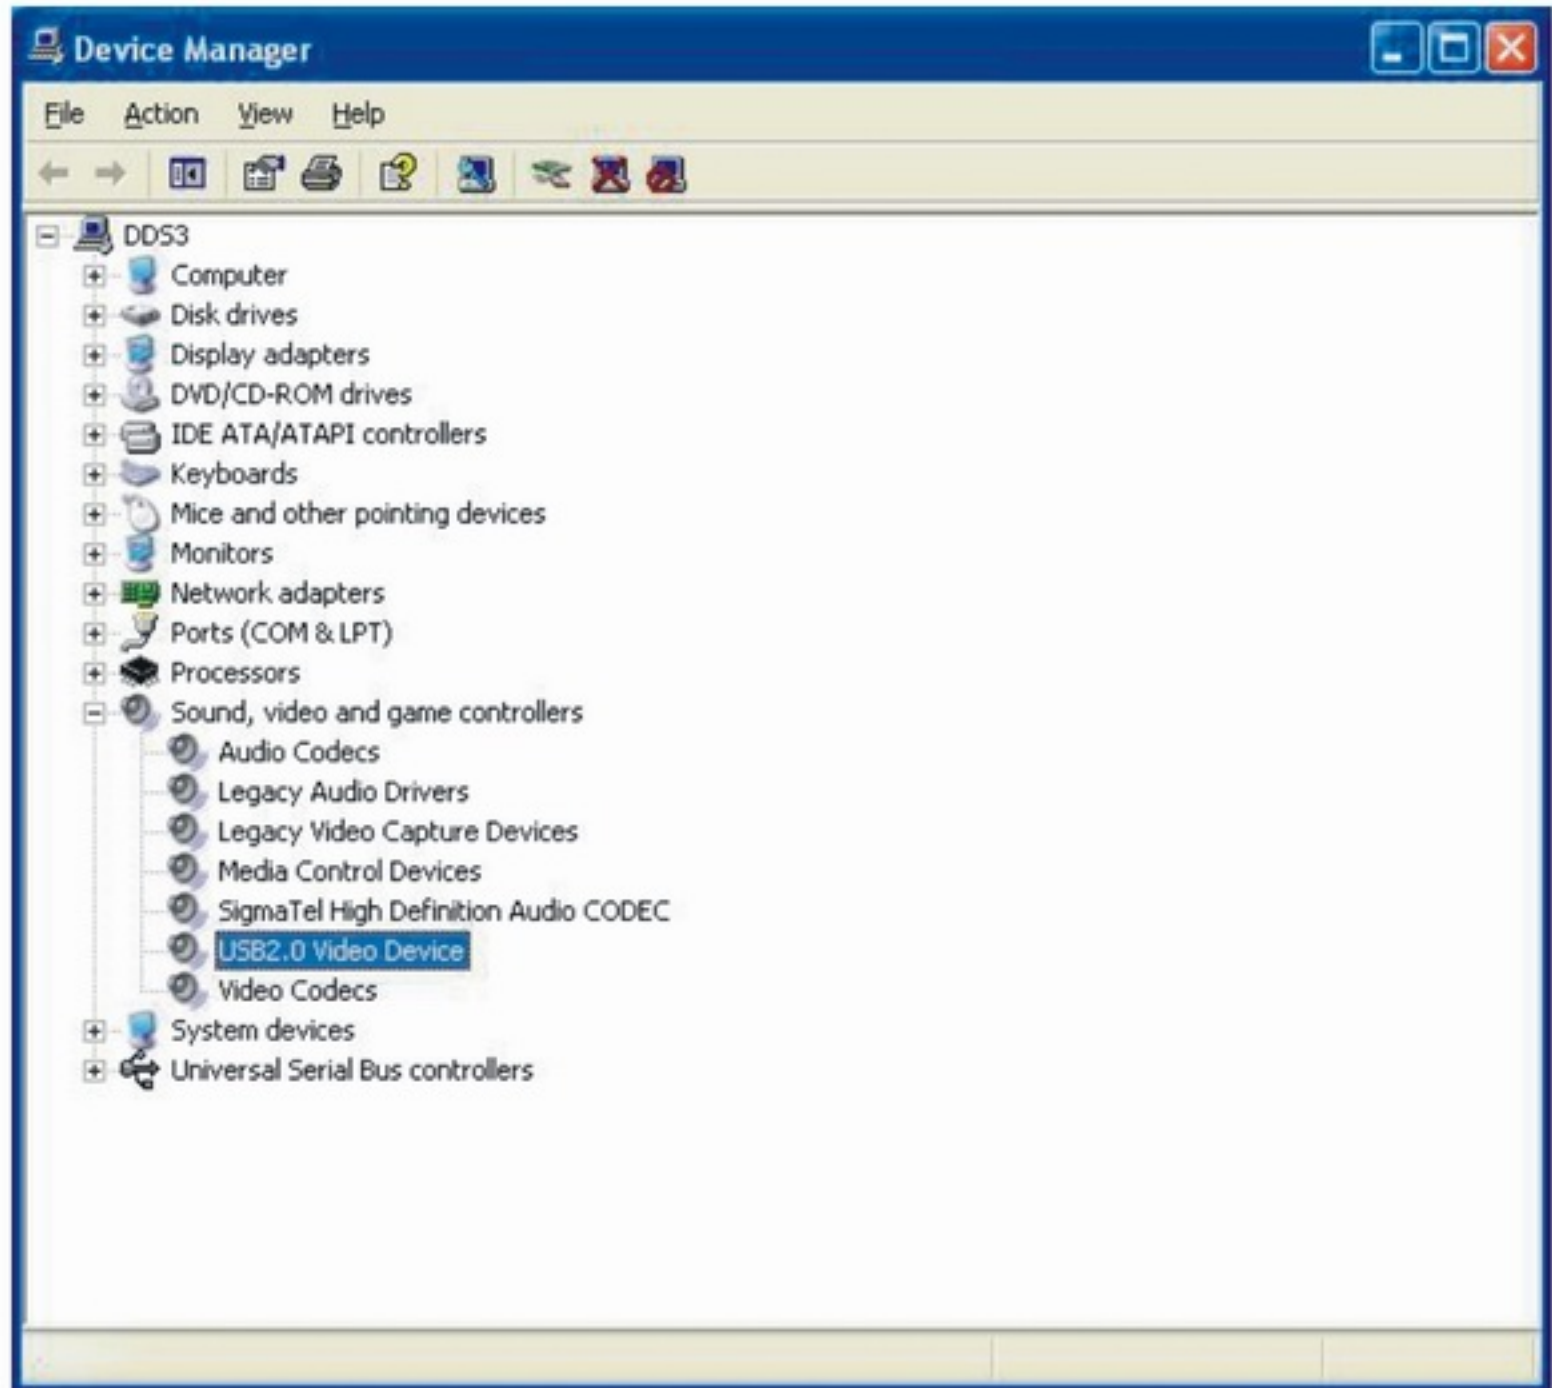 Device Manager
File Action View Help
DDS3
Computer
Disk drives
Display adapters
DVD/CD-ROM drives
IDE ATA/ATAPI controllers
Keyboards
Mice and other pointing devices
Monitors
Network adapters
Ports (COM & LPT)
Processors
Sound, video and game controllers
Audio Codecs
Legacy Audio Drivers
Legacy Video Capture Devices
Media Control Devices
SigmaTel High Definition Audio CODEC
USB2.0 Video Device
Video Codecs
System devices
Universal Serial Bus controllers